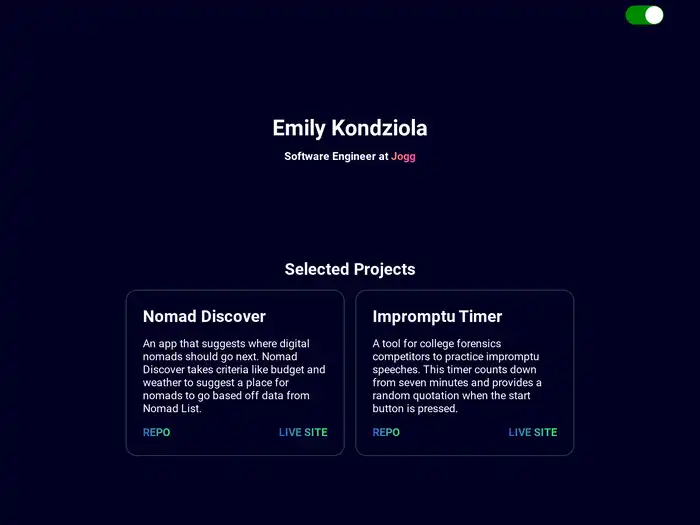 Emily Kondziola
Software Engineer at Jogg
Selected Projects
Nomad Discover
An app that suggests where digital
nomads should go next. Nomad
Discover takes criteria like budget and
weather to suggest a place for
nomads to go based off data from
Nomad List.
REPO LIVE SITE
Impromptu Timer
A tool for college forensics
competitors to practice impromptu
speeches. This timer counts down
from seven minutes and provides a
random quotation when the start
button is pressed.
REPO LIVE SITE